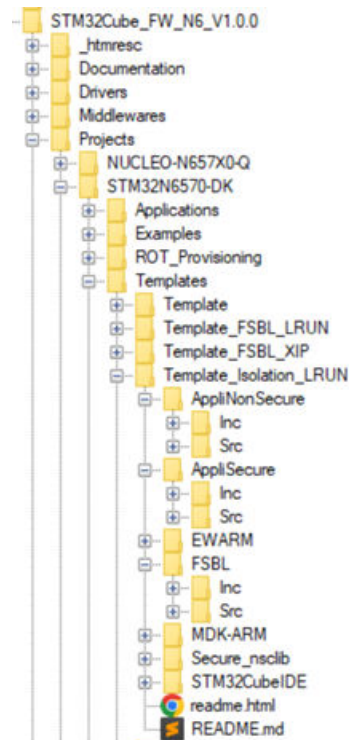 STM32Cube_FW_N6_V1.0.0
_htmresc
Documentation
Drivers
Middlewares
Projects
NUCLEO-N657X0-Q
STM32N6570-DK
Applications
Examples
ROT_Provisioning
Templates
Template
Template_FSBL_LRUN
Template_FSBL_XIP
Template_Isolation_LRUN
AppliNonSecure
Inc
Src
AppliSecure
Inc
Src
EWARM
FSBL
Inc
Src
MDK-ARM
Secure_nsclib
STM32CubeIDE
readme.html
README.md